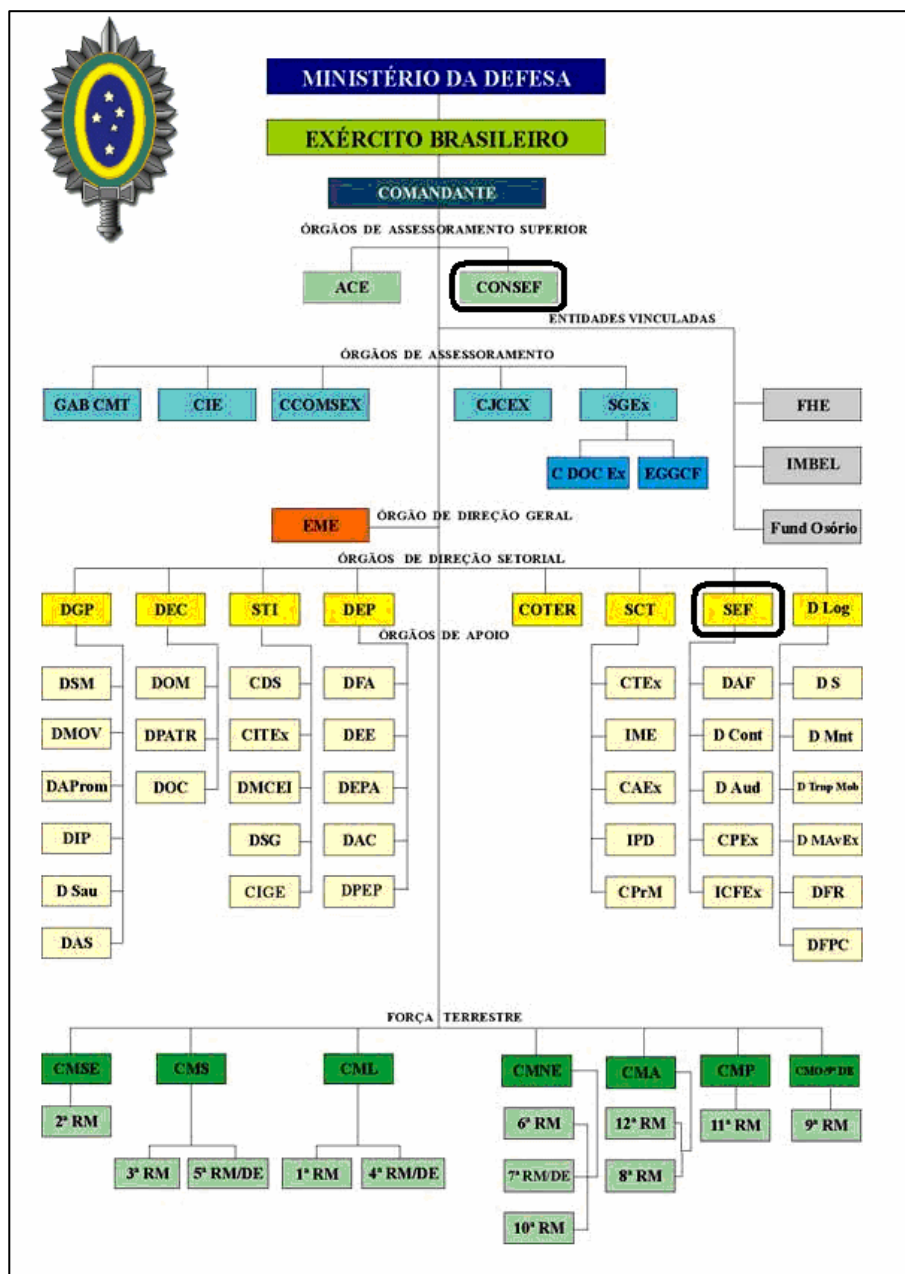 MINISTÉRIO DA DEFESA
EXÉRCITO BRASILEIRO
COMANDANTE
ÓRGÃOS DE ASSESSORAMENTO SUPERIOR
ACE CONSEF
ENTIDADES VINCULADAS
ÓRGÃOS DE ASSESSORAMENTO
GAB CMT CIE CCOMSEX CJCEX SGEx FHE
C DOC Ex EGGCF IMBEL
EME ÓRGÃO DE DIREÇÃO GERAL Fund Osório
ÓRGÃOS DE DIREÇÃO SETORIAL
DGP DEC STI DEP COTER SCT SEF D Log
ÓRGÃOS DE APOIO
DSM DOM CDS DFA CTEx DAF D S
DMOV DPATR CITEx DEE IME D Cont D Mnt
DAProm DOC DMCEI DEPA CAEx D Aud D Trnp Mob
DIP DSG DAC IPD CPEx D MAvEx
D Sau CIGE DPEP CPrM ICFEx DFR
DAS DFPC
FORÇA TERRESTRE
CMSE CMS CML CMNE CMA CMP CMO/9ª DE
2ª RM 6ª RM 12ª RM 11ª RM 9ª RM
3ª RM 5ª RM/DE 1ª RM 4ª RM/DE 7ª RM/DE 8ª RM
10ª RM